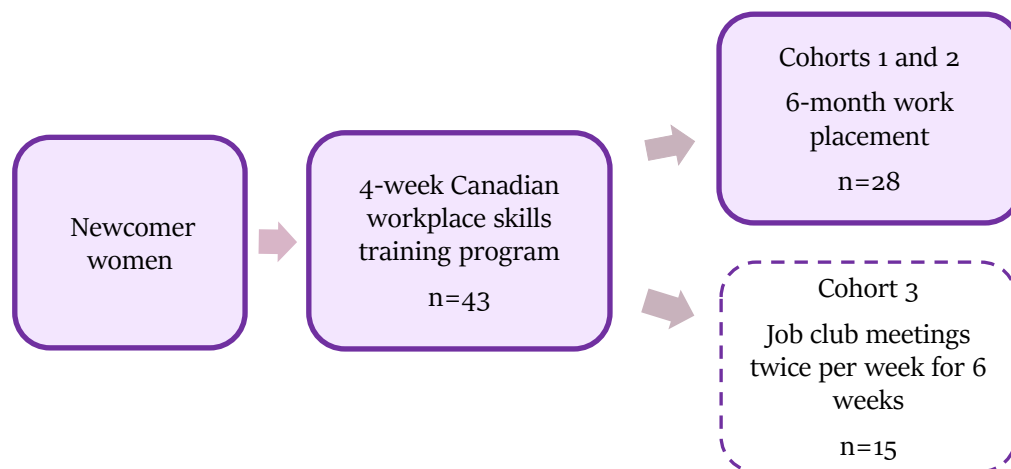 Newcomer
women
4-week Canadian
workplace skills
training program
n=43
Cohorts 1 and 2
6-month work
placement
n=28
Cohort 3
Job club meetings
twice per week for 6
weeks
n=15